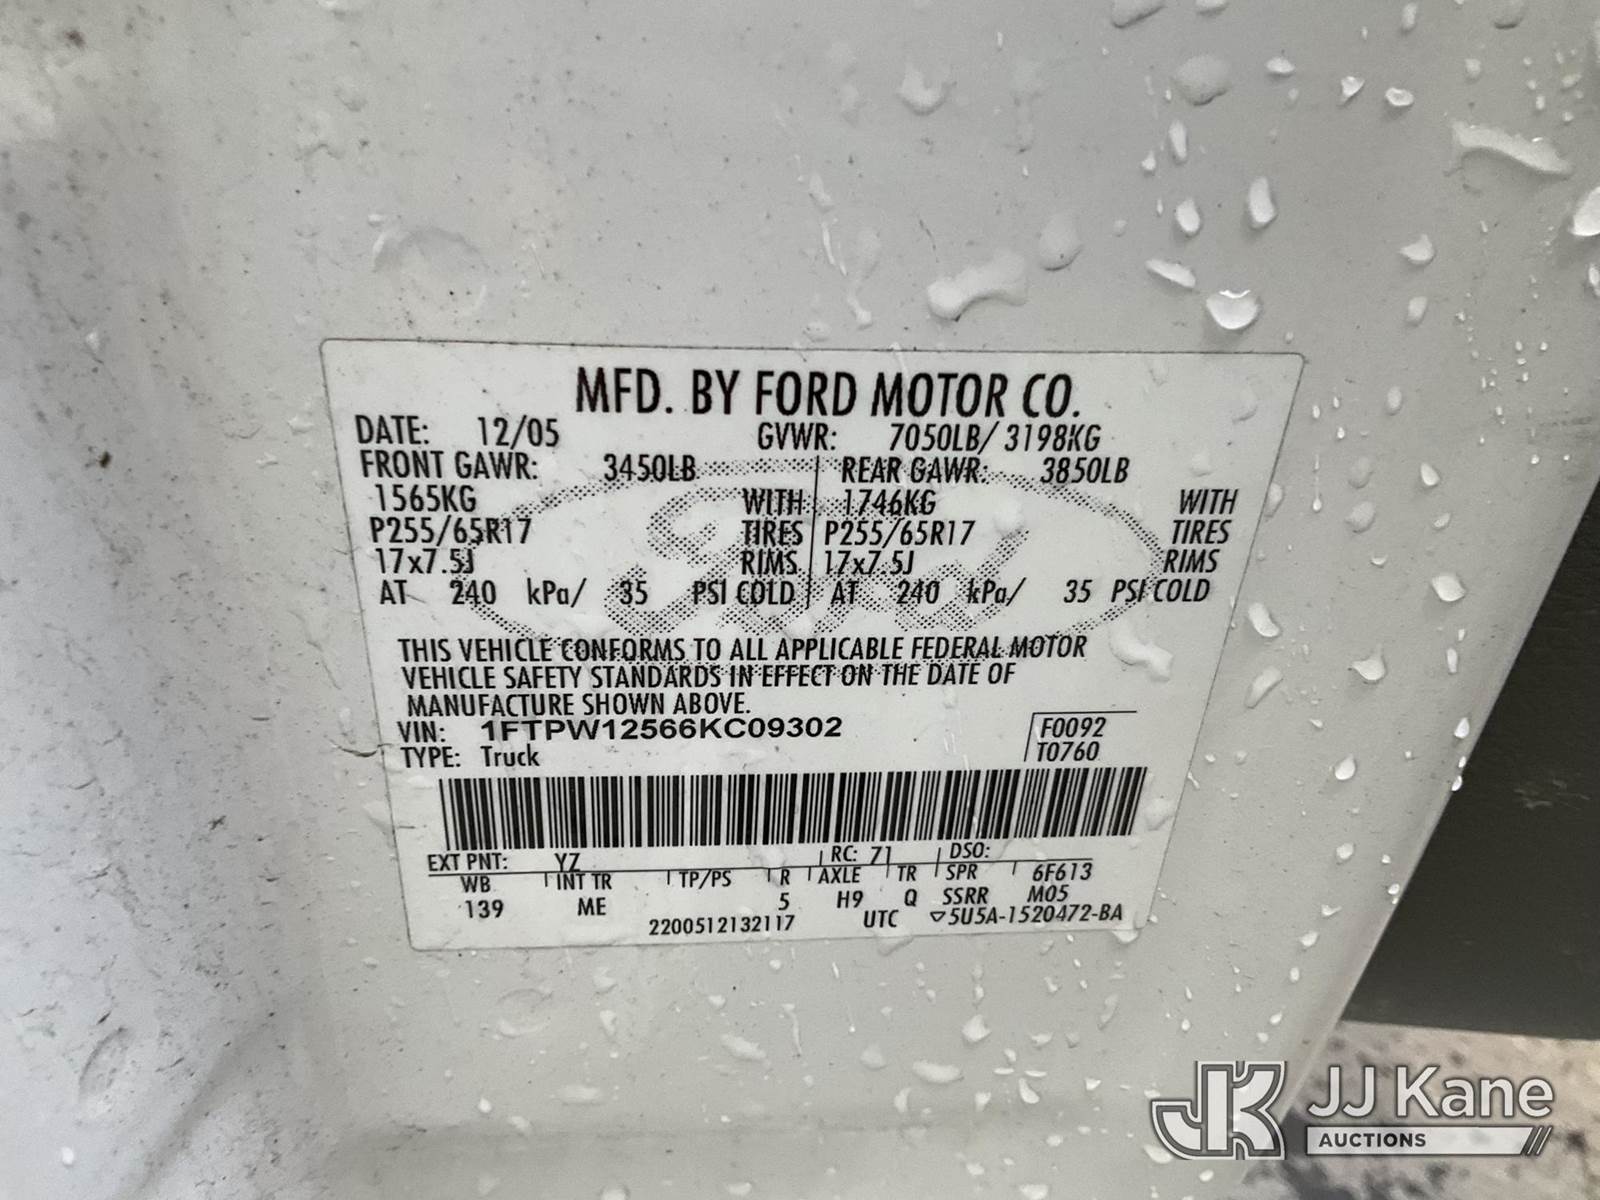 MFD. BY FORD MOTOR CO.
DATE: 12/05 GVWR: 7050LB/ 3198KG
FRONT GAWR: 3450LB REAR GAWR: 3850LB
1565KG WITH 1746KG WITH
P255/65R17 TIRES P255/65R17 TIRES
17x7.5J RIMS 17x7.5J RIMS
AT 240 kPa/ 35 PSI COLD AT 240 kPa/ 35 PSI COLD
THIS VEHICLE CONFORMS TO ALL APPLICABLE FEDERAL MOTOR
VEHICLE SAFETY STANDARDS IN EFFECT ON THE DATE OF
MANUFACTURE SHOWN ABOVE.
VIN: 1FTPW12566KC09302 F0092
TYPE: Truck T0760
EXT PNT: YZ RC: 71 DSO:
WB INT TR TP/PS R AXLE TR SPR 6F613
139 ME 5 H9 Q SSRR M05
2200512132117 UTC ▽5U5A-1520472-BA
Ford
JK JJ Kane
AUCTIONS